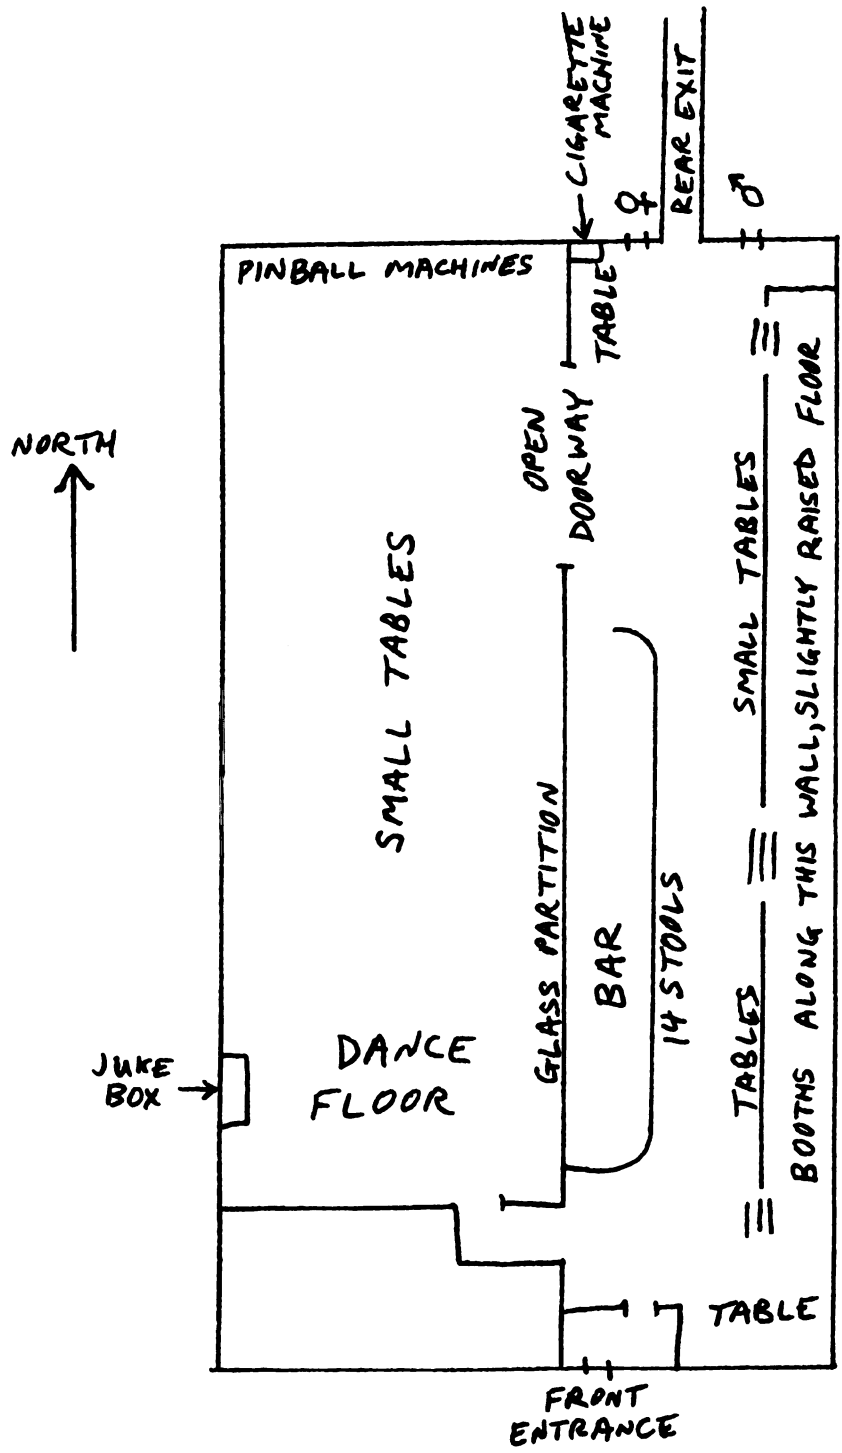 CIGARETTE
MACHINE
REAR EXIT
♀
♂
PINBALL MACHINES
TABLE
OPEN
DOORWAY
NORTH
SMALL TABLES
SMALL TABLES
BOOTHS ALONG THIS WALL, SLIGHTLY RAISED FLOOR
GLASS PARTITION
BAR
14 STOOLS
TABLES
DANCE
FLOOR
JUKE
BOX
TABLE
FRONT
ENTRANCE